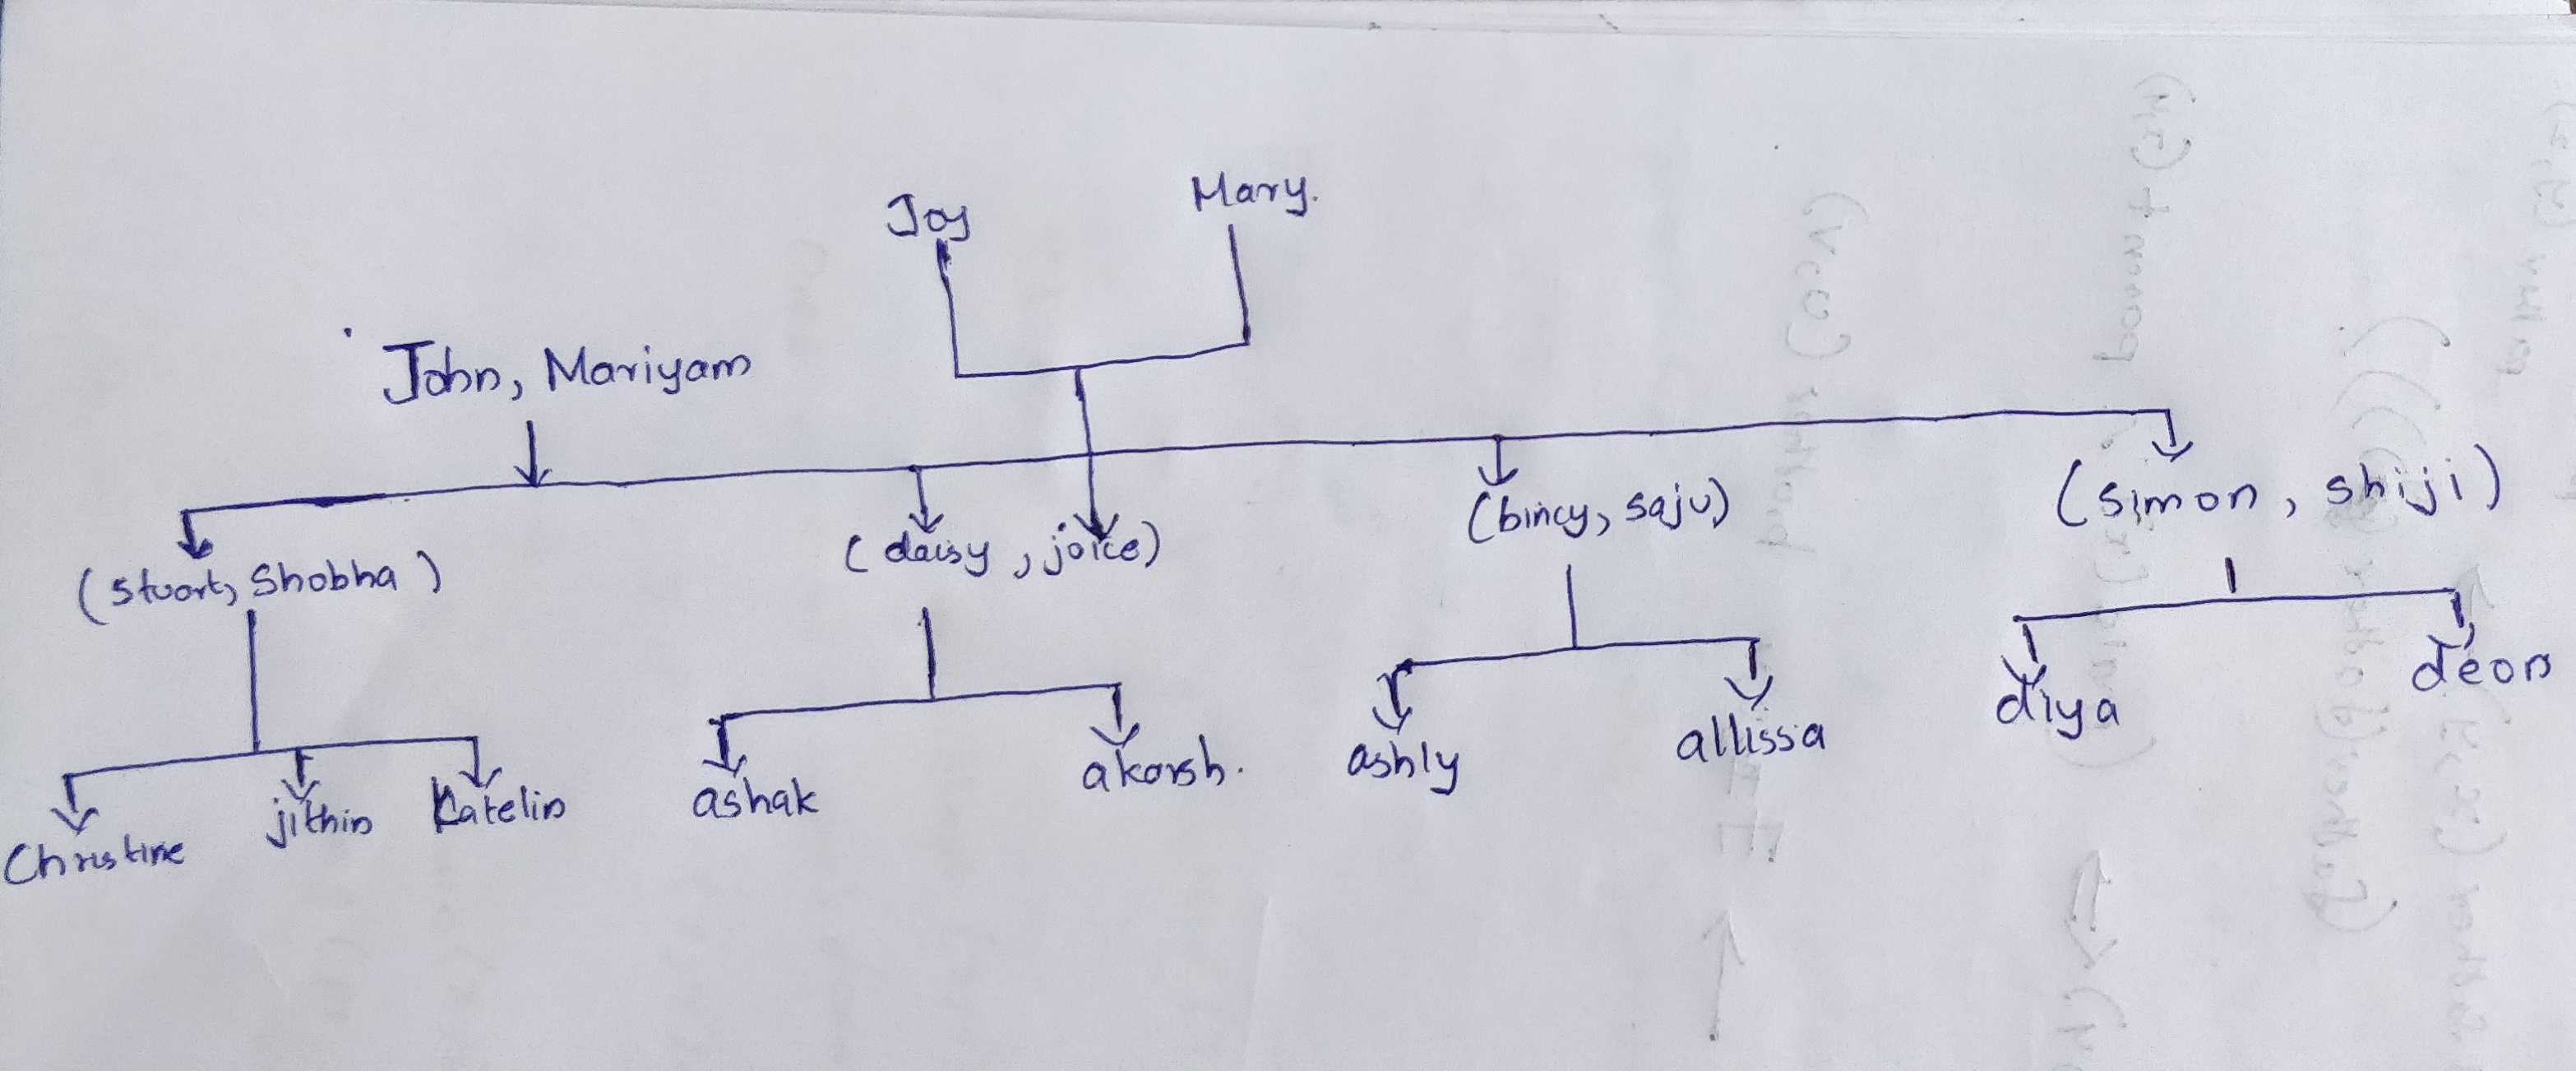 Joy Mary.
John, Mariyam
(stuart, Shobha) (daisy, joice) (bincy, saju) (simon, shiji)
Christine jithin Katelin ashak akarsh. ashly allissa diya deon